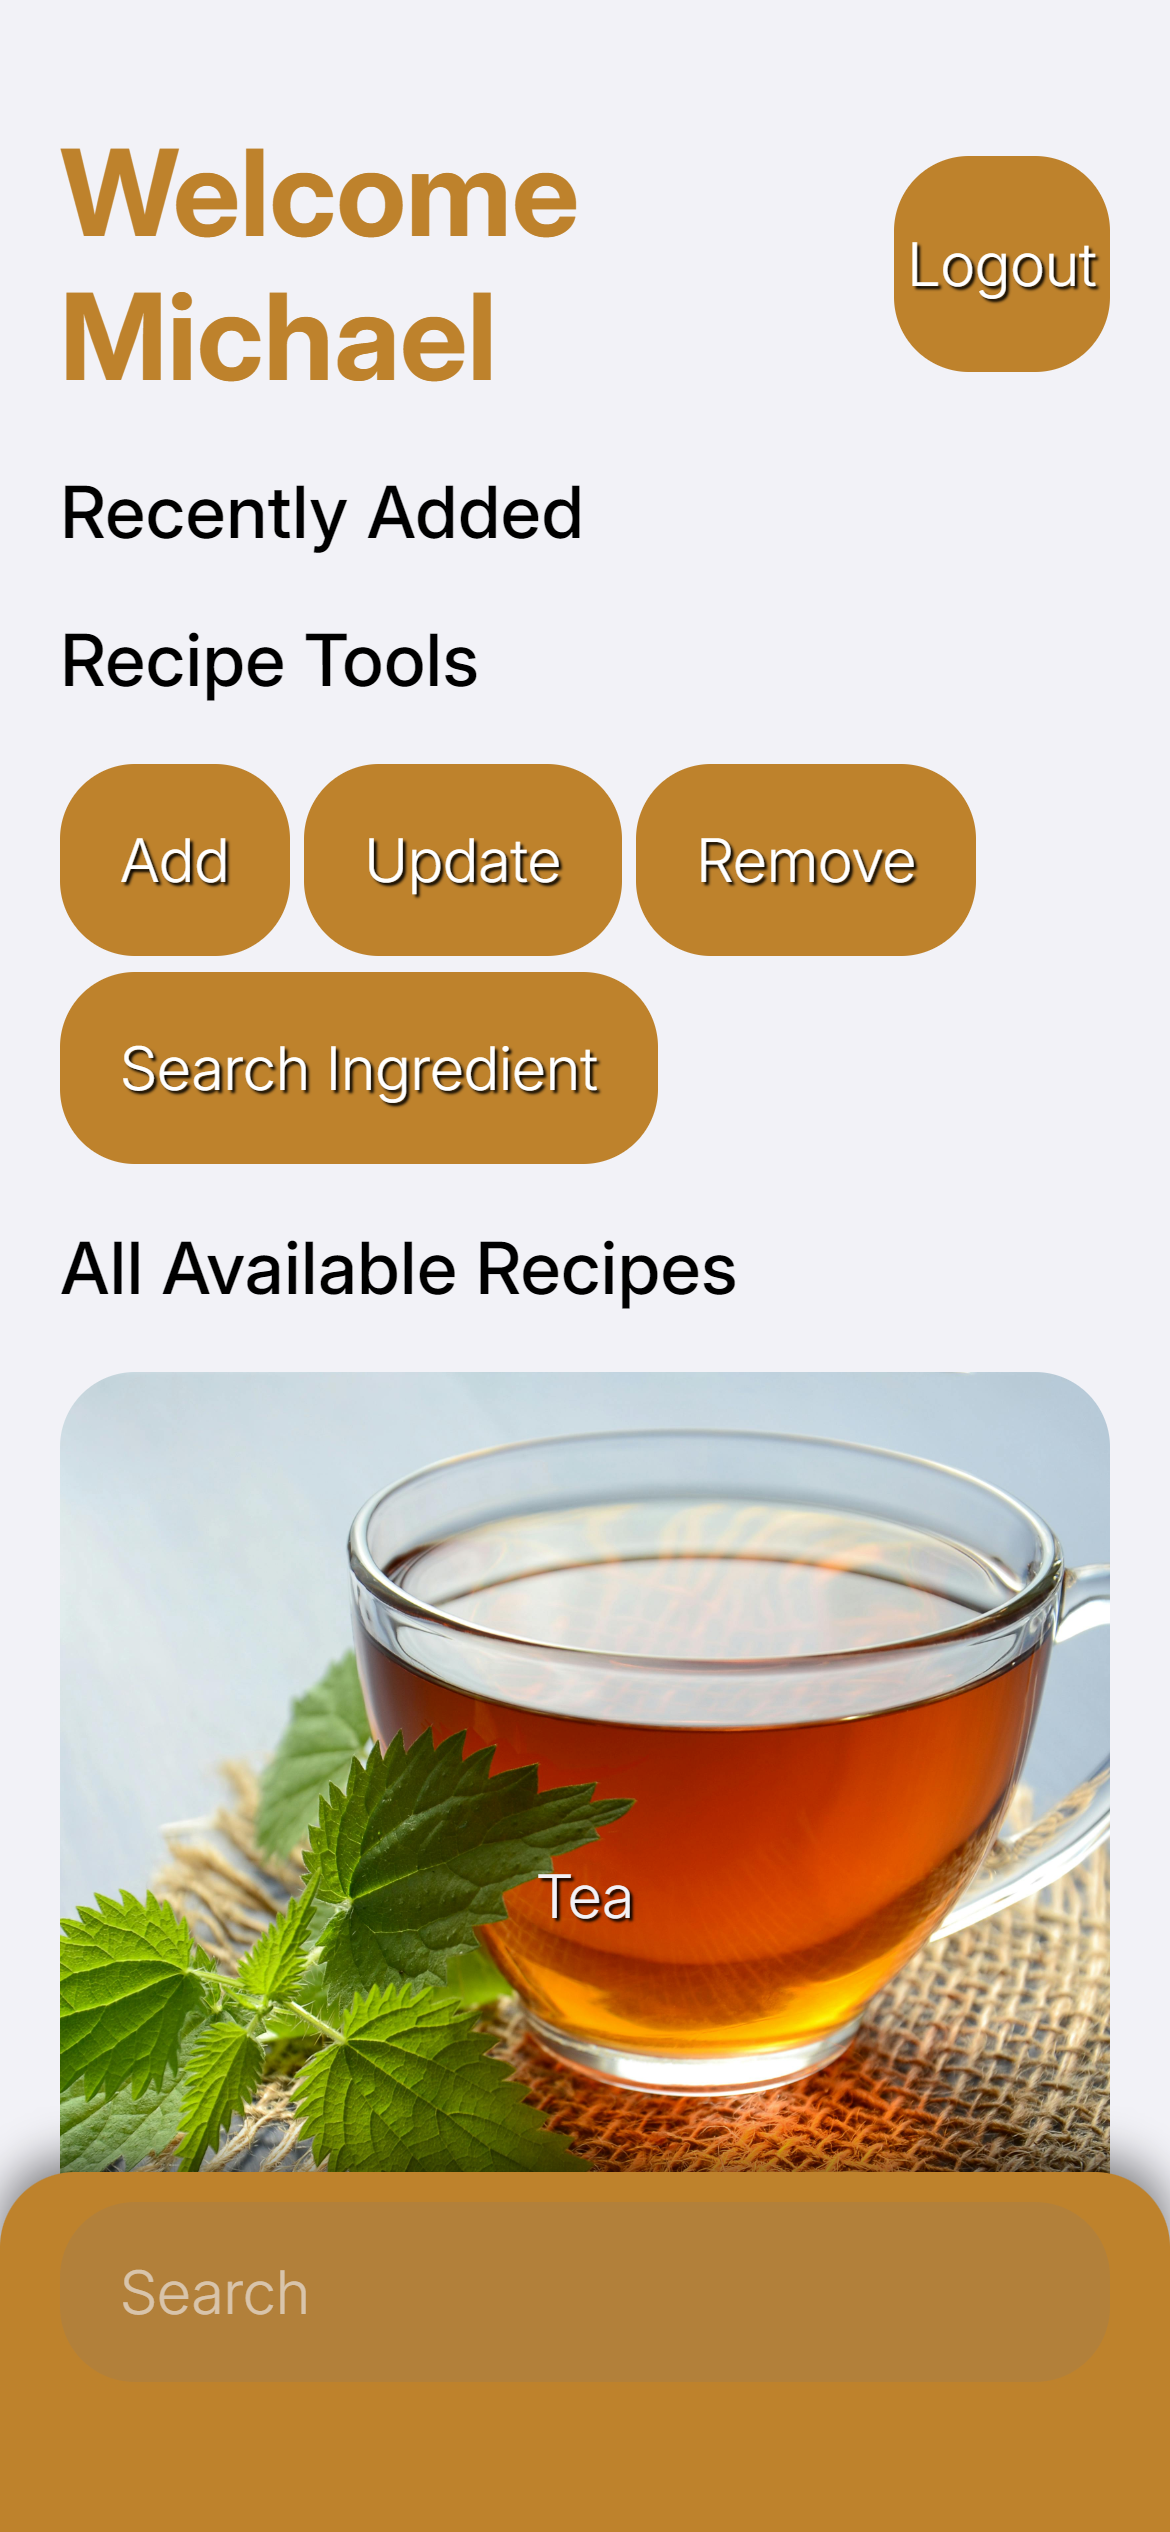 Welcome
Michael
Logout
Recently Added
Recipe Tools
Add
Update
Remove
Search Ingredient
All Available Recipes
Tea
Search